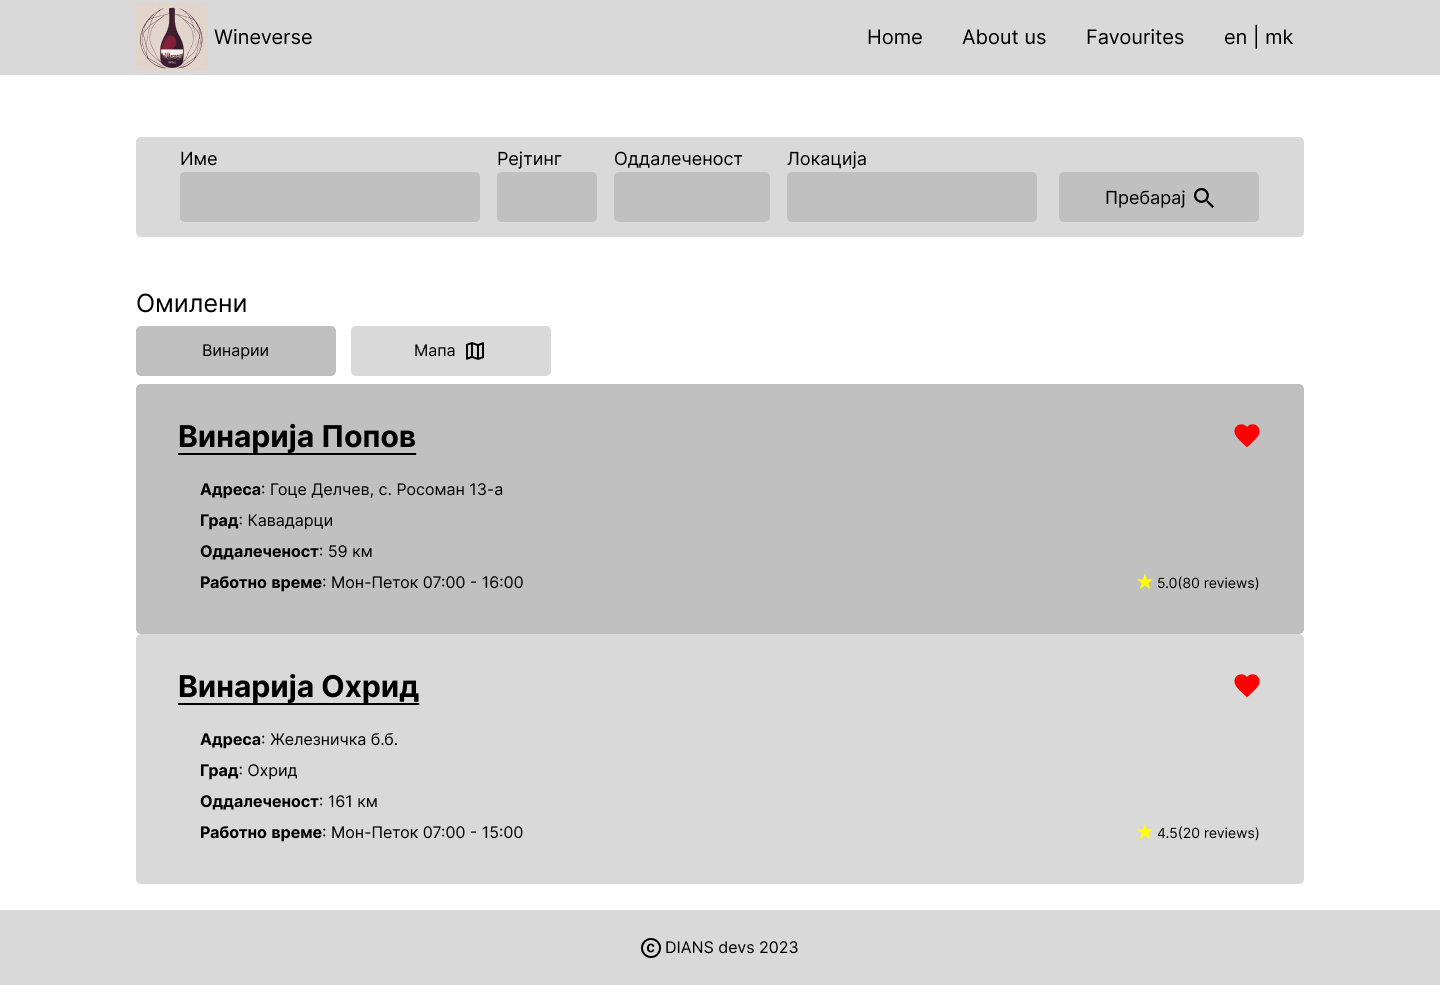 Wineverse
Home
About us
Favourites
en | mk
Име
Рејтинг
Оддалеченост
Локација
Пребарај
Омилени
Винарии
Мапа
Винарија Попов
Адреса: Гоце Делчев, с. Росоман 13-а
Град: Кавадарци
Оддалеченост: 59 км
Работно време: Мон-Петок 07:00 - 16:00
5.0(80 reviews)
Винарија Охрид
Адреса: Железничка б.б.
Град: Охрид
Оддалеченост: 161 км
Работно време: Мон-Петок 07:00 - 15:00
4.5(20 reviews)
© DIANS devs 2023